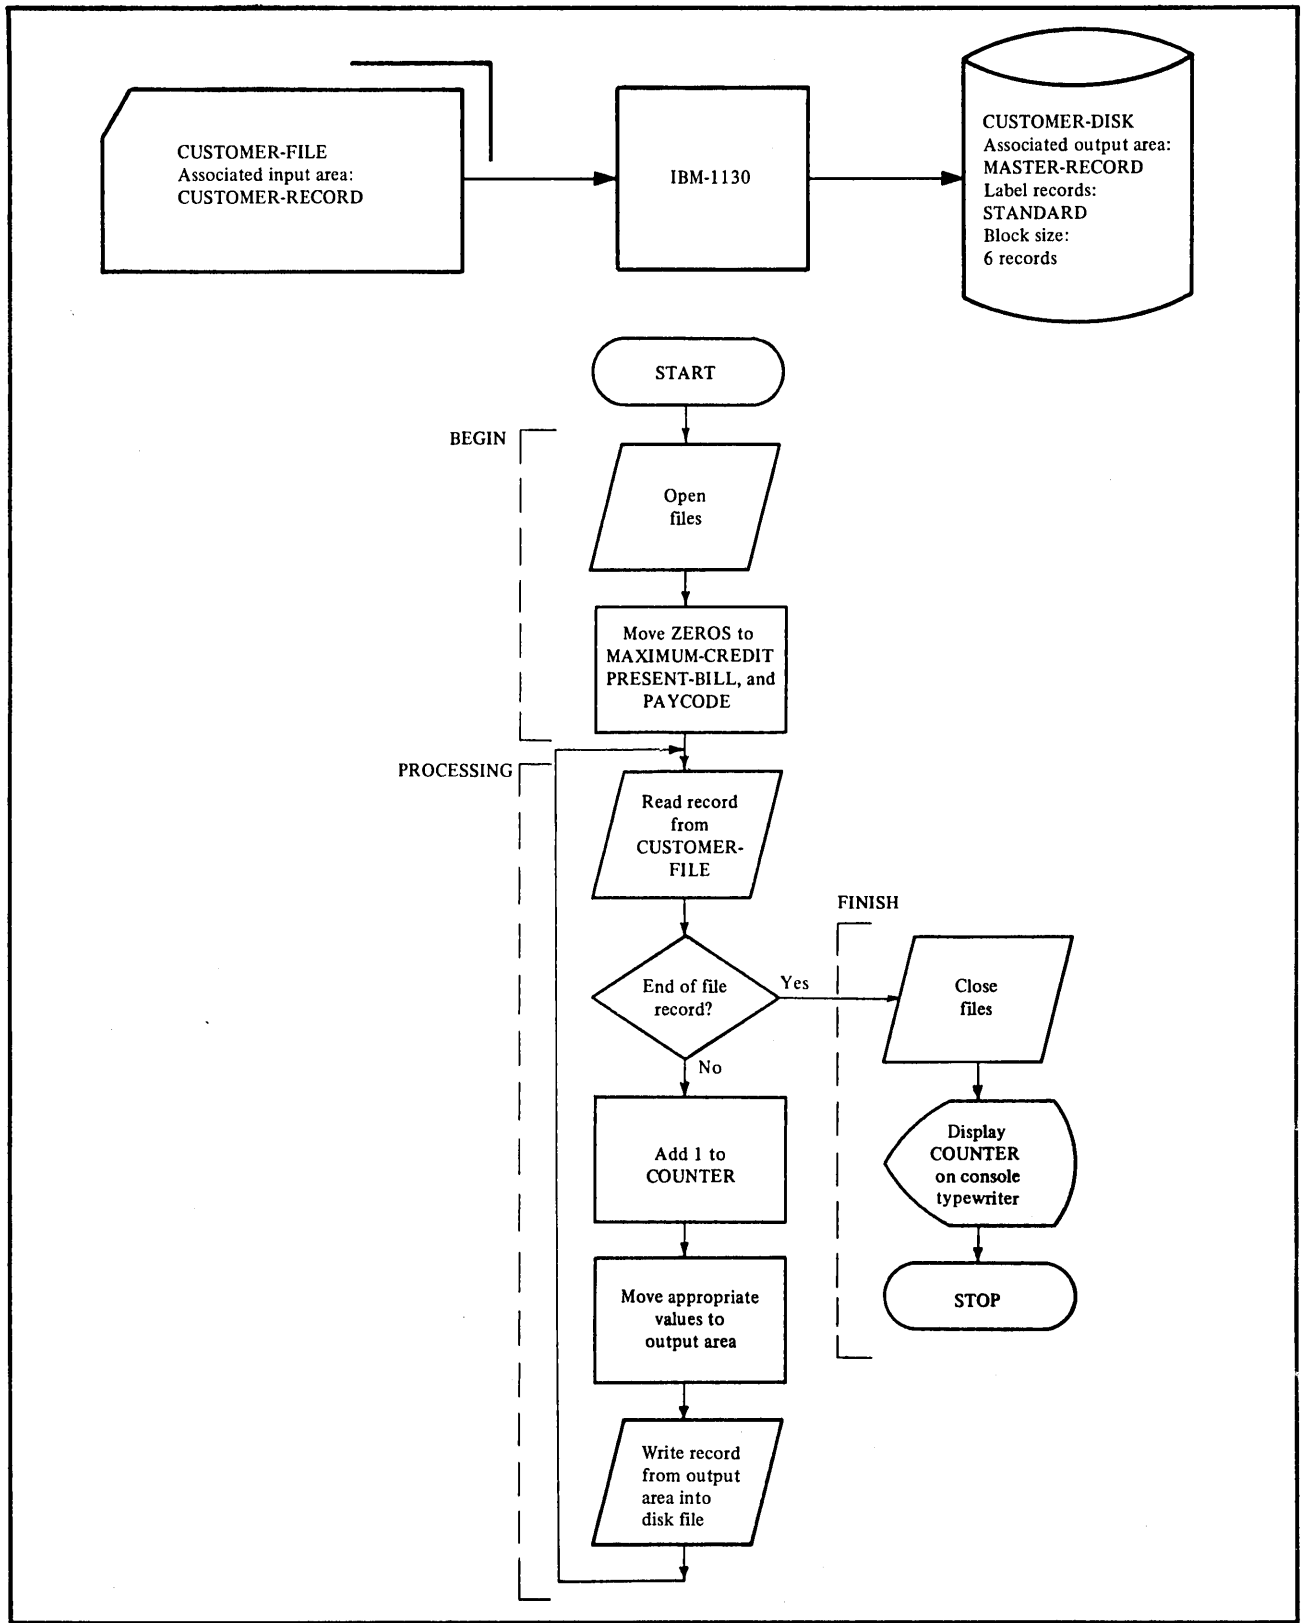 CUSTOMER-FILE
Associated input area:
CUSTOMER-RECORD
IBM-1130
CUSTOMER-DISK
Associated output area:
MASTER-RECORD
Label records:
STANDARD
Block size:
6 records
START
BEGIN
Open
files
Move ZEROS to
MAXIMUM-CREDIT
PRESENT-BILL, and
PAYCODE
PROCESSING
Read record
from
CUSTOMER-
FILE
End of file
record?
Yes
No
FINISH
Close
files
Display
COUNTER
on console
typewriter
STOP
Add 1 to
COUNTER
Move appropriate
values to
output area
Write record
from output
area into
disk file